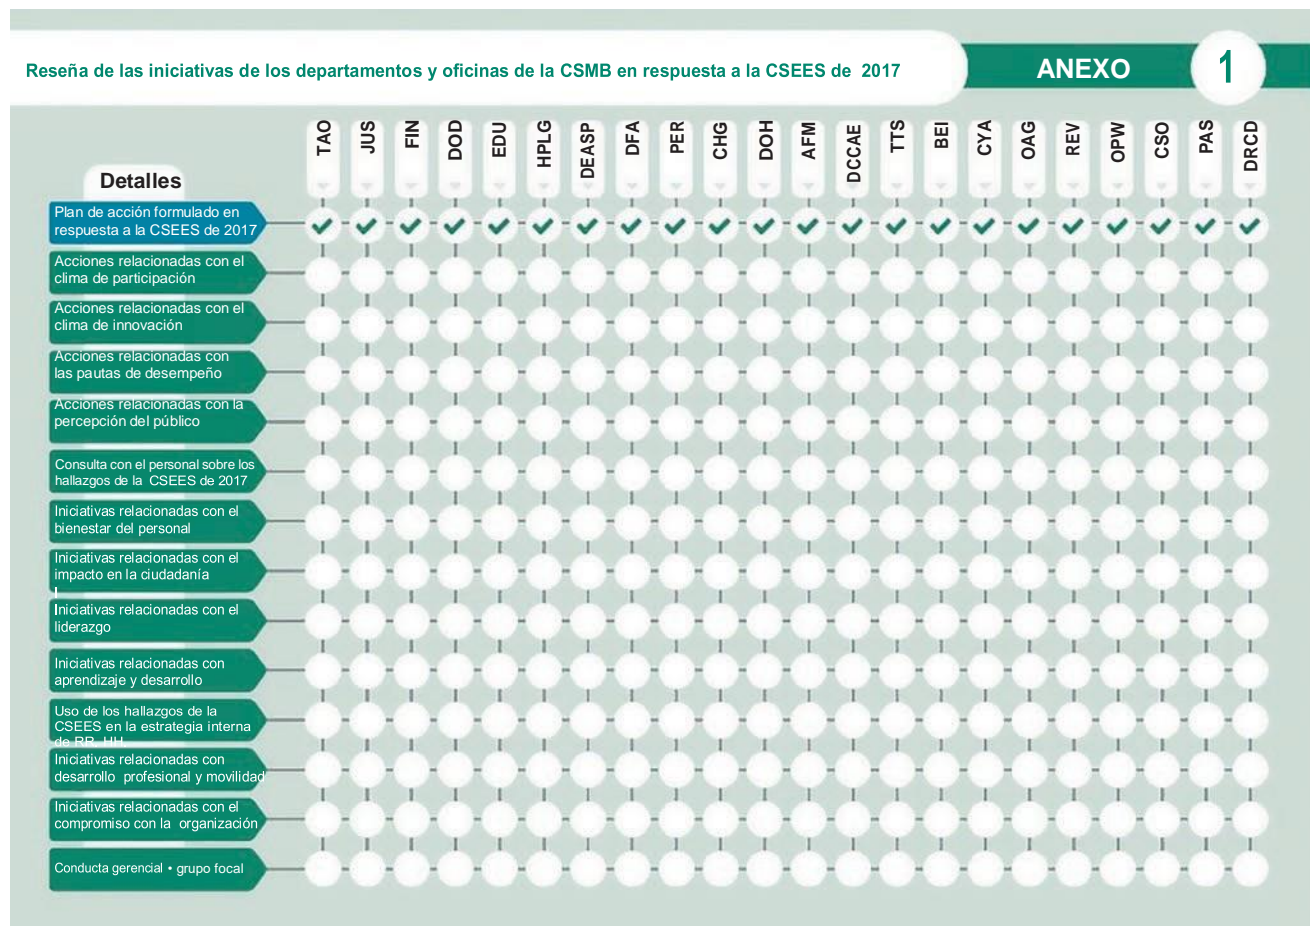 Reseña de las iniciativas de los departamentos y oficinas de la CSMB en respuesta a la CSEES de 2017
ANEXO
1
TAO
JUS
FIN
DOD
EDU
HPLG
DEASP
DFA
PER
CHG
DOH
AFM
DCCAE
TTS
BEI
CYA
OAG
REV
OPW
CSO
PAS
DRCD
Detalles
Plan de acción formulado en
respuesta a la CSEES de 2017
Acciones relacionadas con el
clima de participación
Acciones relacionadas con el
clima de innovación
Acciones relacionadas con
las pautas de desempeño
Acciones relacionadas con la
percepción del público
Consulta con el personal sobre los
hallazgos de la CSEES de 2017
Iniciativas relacionadas con el
bienestar del personal
Iniciativas relacionadas con el
impacto en la ciudadanía
I
Iniciativas relacionadas con el
liderazgo
Iniciativas relacionadas con
aprendizaje y desarrollo
Uso de los hallazgos de la
CSEES en la estrategia interna
de RR. HH.
Iniciativas relacionadas con
desarrollo profesional y movilidad
Iniciativas relacionadas con el
compromiso con la organización
Conducta gerencial • grupo focal